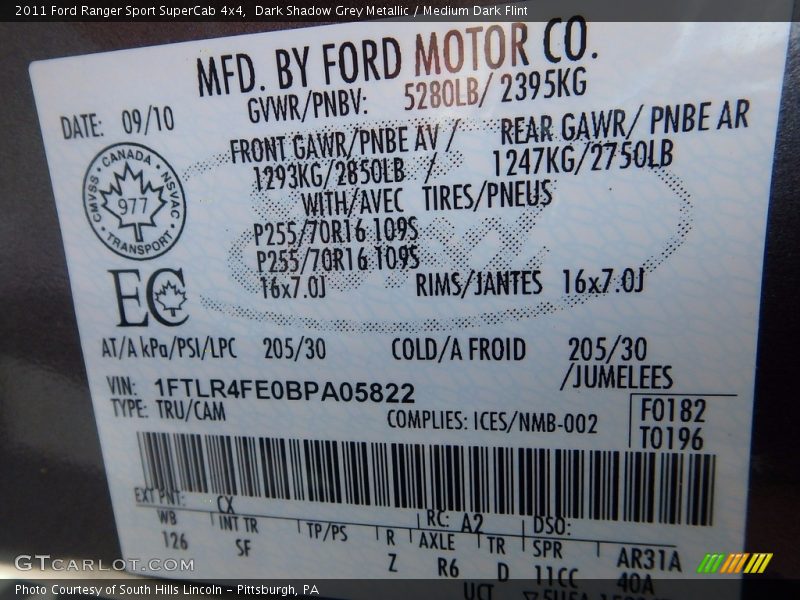 2011 Ford Ranger Sport SuperCab 4x4, Dark Shadow Grey Metallic / Medium Dark Flint
MFD. BY FORD MOTOR CO.
GVWR/PNBV: 5280LB/ 2395KG
DATE: 09/10
FRONT GAWR/PNBE AV / REAR GAWR/ PNBE AR
1293KG/2850LB / 1247KG/2750LB
WITH/AVEC TIRES/PNEUS
CANADA
CMVSS NSVAC
977
TRANSPORT
P255/70R16 109S
P255/70R16 109S
16x7.0J RIMS/JANTES 16x7.0J
EC
AT/A kPa/PSI/LPC 205/30 COLD/A FROID 205/30
/JUMELEES
VIN: 1FTLR4FE0BPA05822
TYPE: TRU/CAM COMPLIES: ICES/NMB-002
F0182
T0196
EXT PNT: CX RC: A2 DSO:
WB INT TR TP/PS R AXLE TR SPR AR31A
126 SF Z R6 D 11CC 40A
UCT
GTCARLOT.COM
Photo Courtesy of South Hills Lincoln - Pittsburgh, PA